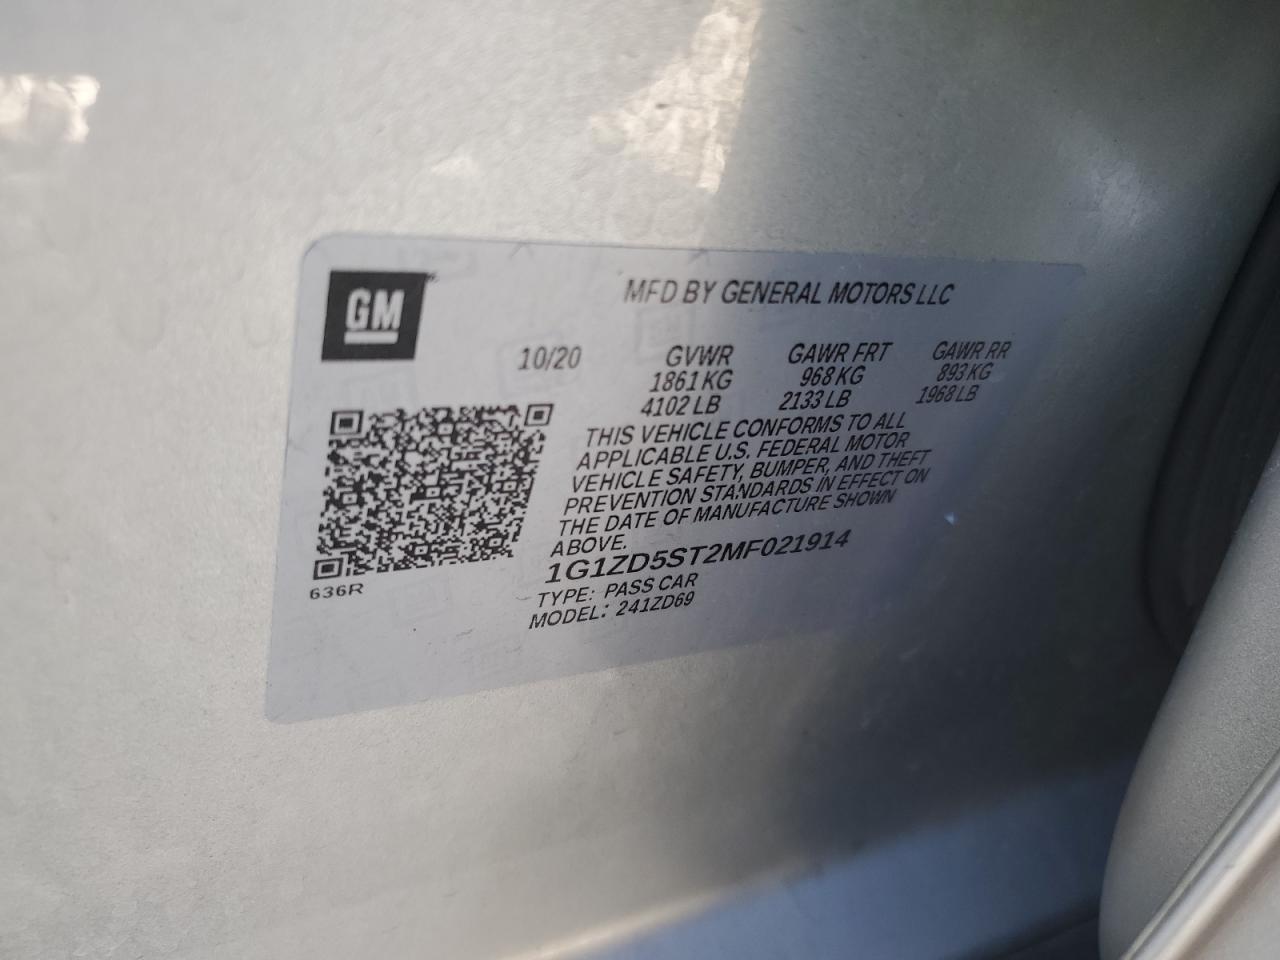 GM
MFD BY GENERAL MOTORS LLC
10/20 GVWR GAWR FRT GAWR RR
1861 KG 968 KG 893 KG
4102 LB 2133 LB 1968 LB
THIS VEHICLE CONFORMS TO ALL
APPLICABLE U.S. FEDERAL MOTOR
VEHICLE SAFETY, BUMPER, AND THEFT
PREVENTION STANDARDS IN EFFECT ON
THE DATE OF MANUFACTURE SHOWN
ABOVE.
1G1ZD5ST2MF021914
TYPE: PASS CAR
MODEL: 241ZD69
636R